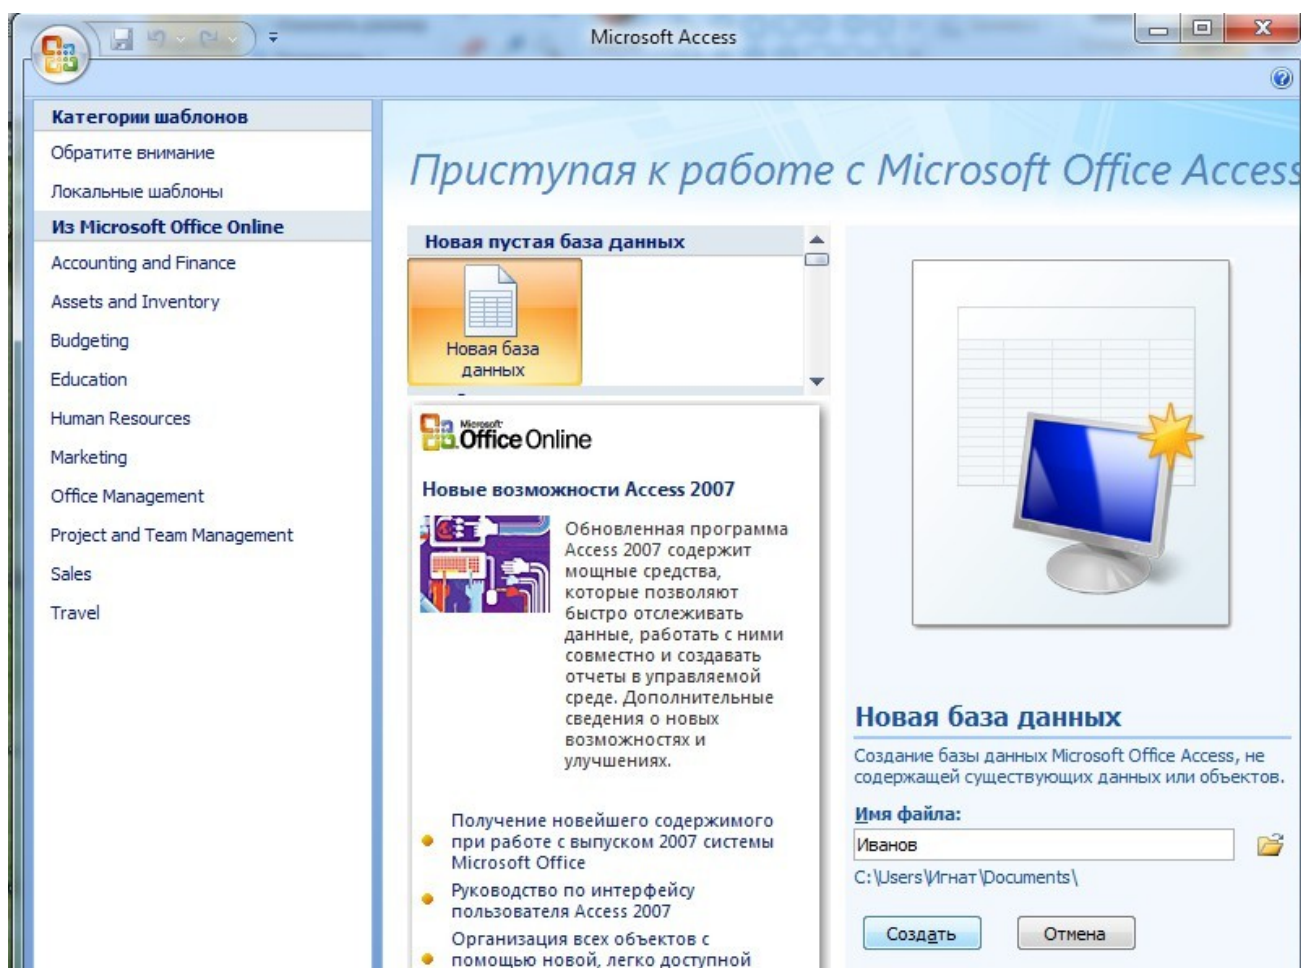 Microsoft Access
Категории шаблонов
Обратите внимание
Локальные шаблоны
Из Microsoft Office Online
Accounting and Finance
Assets and Inventory
Budgeting
Education
Human Resources
Marketing
Office Management
Project and Team Management
Sales
Travel
Приступая к работе с Microsoft Office Access
Новая пустая база данных
Новая база
данных
Microsoft
Office Online
Новые возможности Access 2007
Обновленная программа
Access 2007 содержит
мощные средства,
которые позволяют
быстро отслеживать
данные, работать с ними
совместно и создавать
отчеты в управляемой
среде. Дополнительные
сведения о новых
возможностях и
улучшениях.
Получение новейшего содержимого
при работе с выпуском 2007 системы
Microsoft Office
Руководство по интерфейсу
пользователя Access 2007
Организация всех объектов с
помощью новой, легко доступной
Новая база данных
Создание базы данных Microsoft Office Access, не
содержащей существующих данных или объектов.
Имя файла:
Иванов
C:\Users\Игнат\Documents\
Создать
Отмена